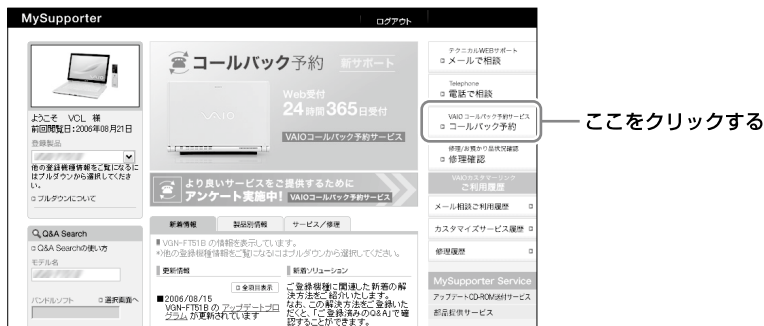 MySupporter
ログアウト
ようこそ VOL 様
前回閲覧日:2006年08月21日
登録製品
他の登録機種情報をご覧になるに
はプルダウンから選択してくださ
い。
プルダウンについて
Q&A Search
Q&A Searchの使い方
モデル名
バンドルソフト
選択画面へ
コールバック予約 新サポート
Web受付
24時間365日受付
VAIOコールバック予約サービス
VAIO
より良いサービスをご提供するために
アンケート実施中! VAIOコールバック予約サービス
新着情報
製品別情報
サービス/修理
VGN-FT51B の情報を表示しています。
*)他の登録機種情報をご覧になるにはプルダウンから選択してください。
更新情報
全項目表示
■2006/08/15
VGN-FT51B の アップデートプロ
グラム が更新されています
新着ソリューション
ご登録機種に関連した新着の解
決方法をご紹介いたします。
なお、この解決方法をご登録いた
だくと、「ご登録済みのQ&A」で確
認することができます。
テクニカルWEBサポート
メールで相談
Telephone
電話で相談
VAIO コールバック予約サービス
コールバック予約
修理/お預かり品状況確認
修理確認
VAIOカスタマーリンク
ご利用履歴
メール相談ご利用履歴
カスタマイズサービス履歴
修理履歴
MySupporter Service
アップデートCD-ROM送付サービス
部品提供サービス
ここをクリックする